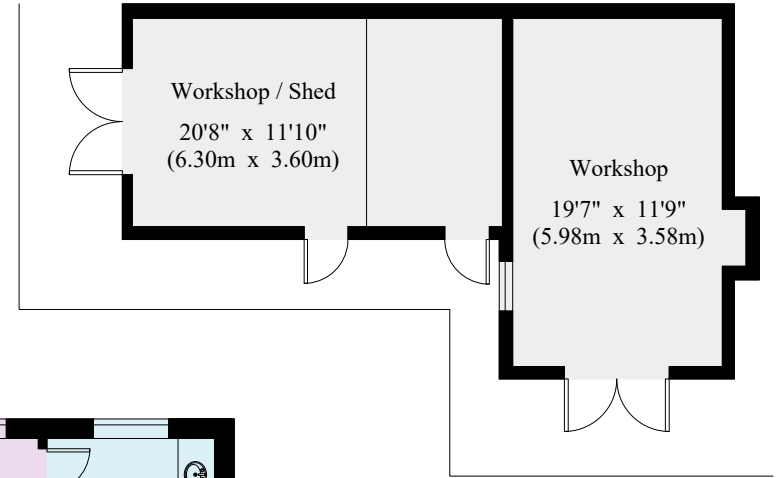 Workshop / Shed
20'8" x 11'10"
(6.30m x 3.60m)
Workshop
19'7" x 11'9"
(5.98m x 3.58m)